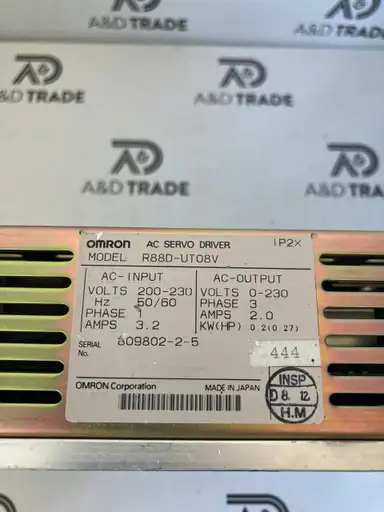 A&D TRADE
A&D TRADE
A&D TRADE
A&D TRADE
A&D TRADE
OMRON AC SERVO DRIVER IP2X
MODEL R88D-UT08V
AC-INPUT
VOLTS 200-230
Hz 50/60
PHASE 1
AMPS 3.2
AC-OUTPUT
VOLTS 0-230
PHASE 3
AMPS 2.0
KW(HP) 0.2(0.27)
SERIAL No. 809802-2-5
444
OMRON Corporation MADE IN JAPAN
INSP
D 8. 12
H.M